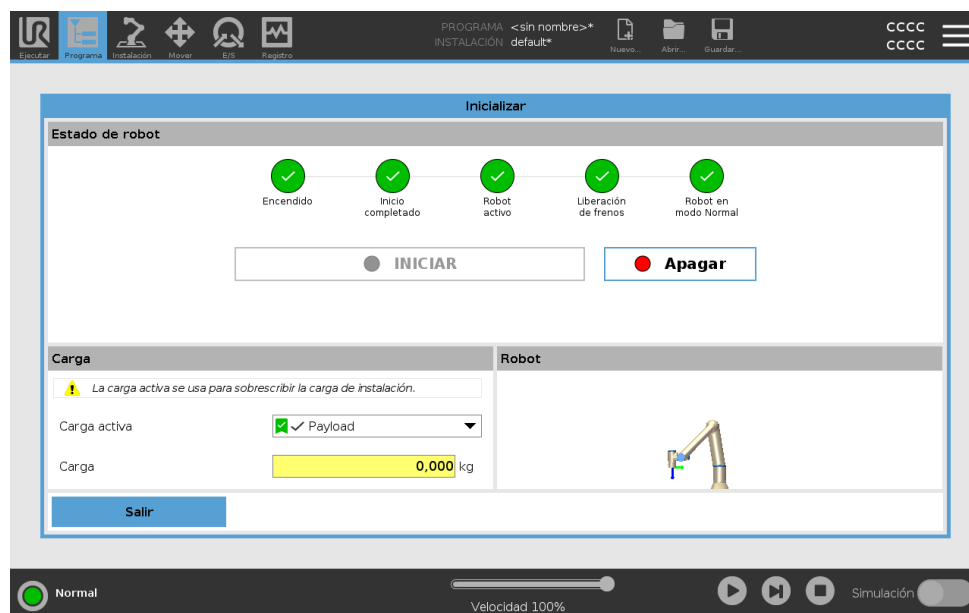 PROGRAMA <sin nombre>*
INSTALACIÓN default*
Ejecutar
Programa
Instalación
Mover
E/S
Registro
Nuevo...
Abrir...
Guardar...
CCCC
CCCC
Inicializar
Estado de robot
Encendido
Inicio
completado
Robot
activo
Liberación
de frenos
Robot en
modo Normal
INICIAR
Apagar
Carga
Robot
La carga activa se usa para sobrescribir la carga de instalación.
Carga activa
Payload
Carga
0,000 kg
Salir
Normal
Velocidad 100%
Simulación